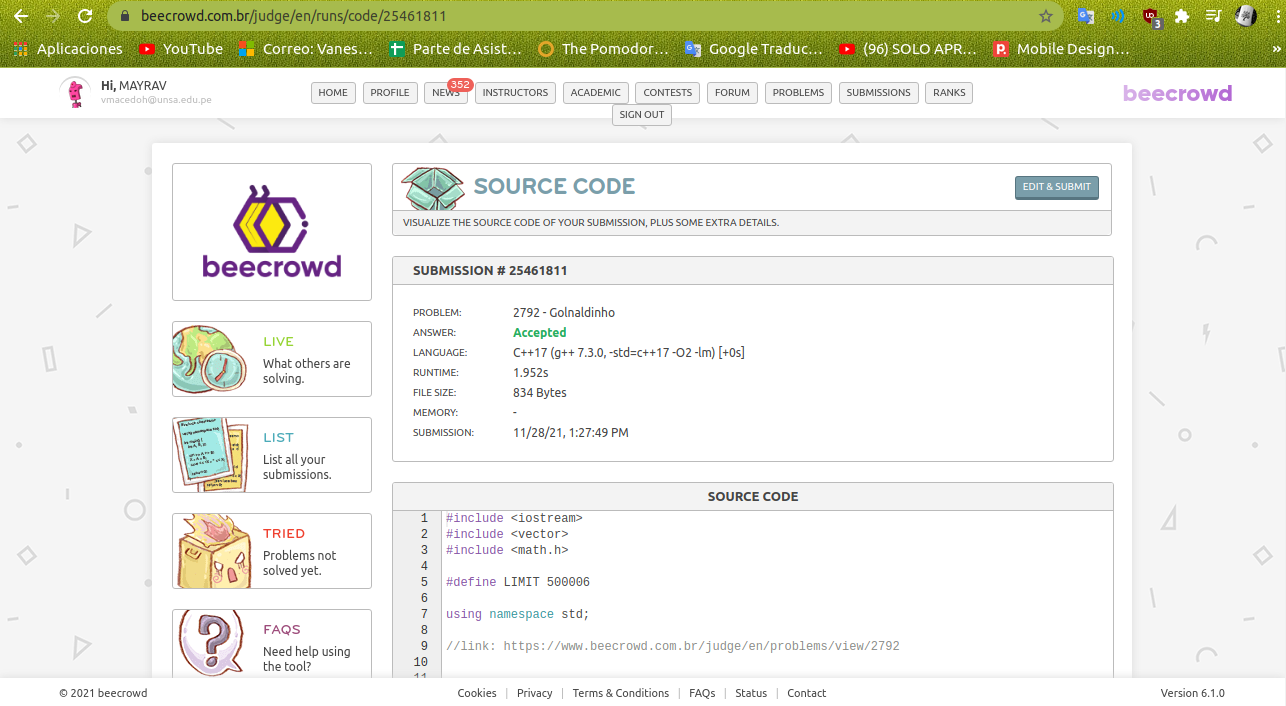 beecrowd.com.br/judge/en/runs/code/25461811
3
Aplicaciones YouTube Correo: Vanes... Parte de Asist... The Pomodor... Google Traduc... (96) SOLO APR... Mobile Design... »
Hi, MAYRAV
vmacedoh@unsa.edu.pe
352
HOME PROFILE NEWS INSTRUCTORS ACADEMIC CONTESTS FORUM PROBLEMS SUBMISSIONS RANKS
SIGN OUT
beecrowd
beecrowd
SOURCE CODE
EDIT & SUBMIT
VISUALIZE THE SOURCE CODE OF YOUR SUBMISSION, PLUS SOME EXTRA DETAILS.
LIVE
What others are
solving.
LIST
List all your
submissions.
TRIED
Problems not
solved yet.
FAQS
Need help using
the tool?
SUBMISSION # 25461811
PROBLEM: 2792 - Golnaldinho
ANSWER: Accepted
LANGUAGE: C++17 (g++ 7.3.0, -std=c++17 -O2 -lm) [+0s]
RUNTIME: 1.952s
FILE SIZE: 834 Bytes
MEMORY: -
SUBMISSION: 11/28/21, 1:27:49 PM
SOURCE CODE
1 #include <iostream>
2 #include <vector>
3 #include <math.h>
4
5 #define LIMIT 500006
6
7 using namespace std;
8
9 //link: https://www.beecrowd.com.br/judge/en/problems/view/2792
10
11
© 2021 beecrowd
Cookies | Privacy | Terms & Conditions | FAQs | Status | Contact
Version 6.1.0